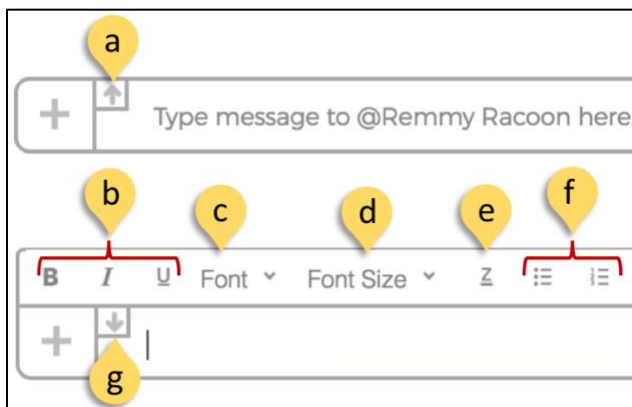 a
Type message to @Remmy Racoon here
b c d e f
B I U Font Font Size Z
g